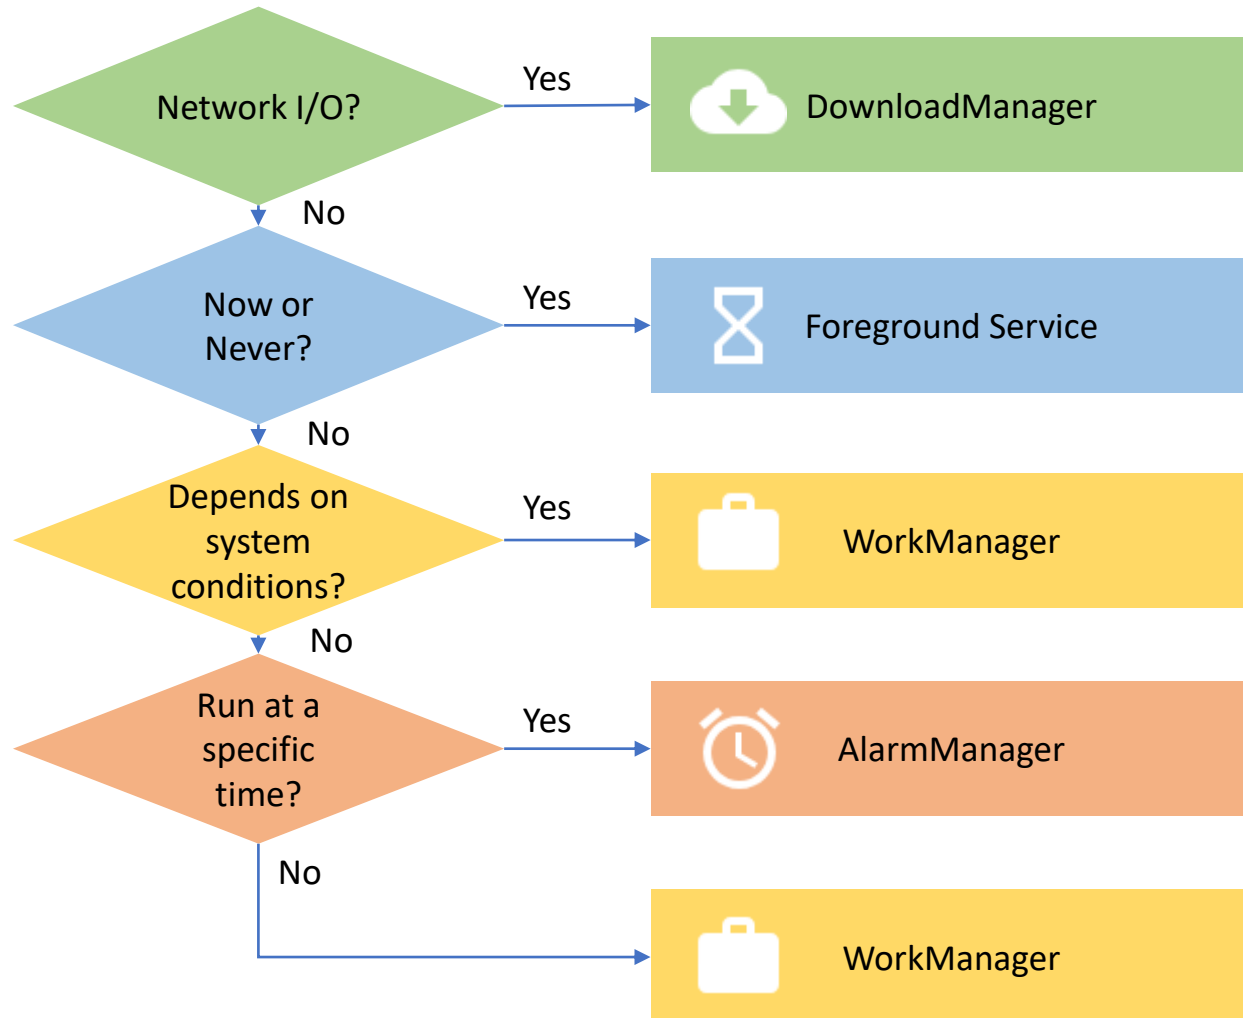 Network I/O?
Yes
DownloadManager
No
Now or
Never?
Yes
Foreground Service
No
Depends on
system
conditions?
Yes
WorkManager
No
Run at a
specific
time?
Yes
AlarmManager
No
WorkManager